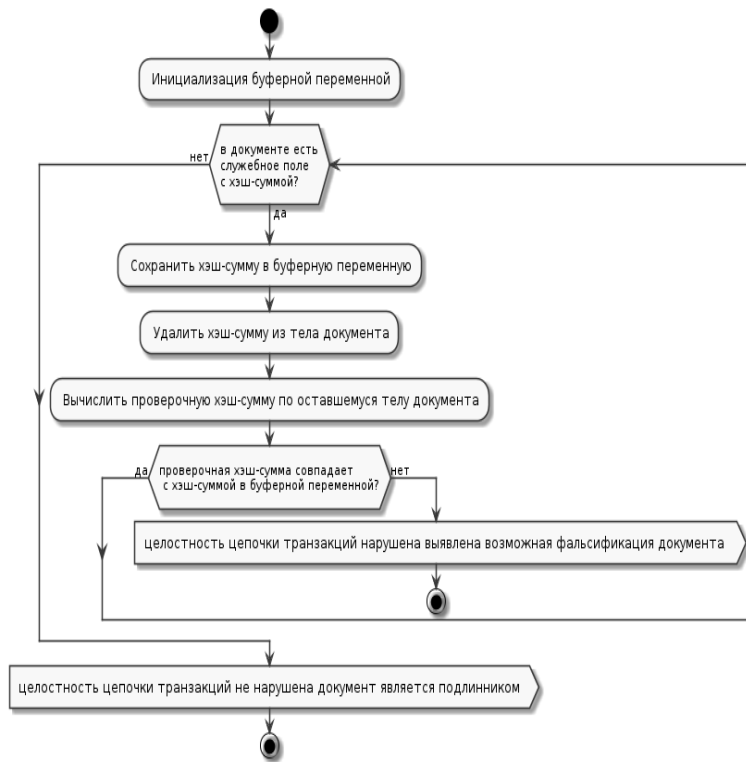 Инициализация буферной переменной
нет
в документе есть
служебное поле
с хэш-суммой?
да
Сохранить хэш-сумму в буферную переменную
Удалить хэш-сумму из тела документа
Вычислить проверочную хэш-сумму по оставшемуся телу документа
да
проверочная хэш-сумма совпадает
с хэш-суммой в буферной переменной?
нет
целостность цепочки транзакций нарушена выявлена возможная фальсификация документа
целостность цепочки транзакций не нарушена документ является подлинником